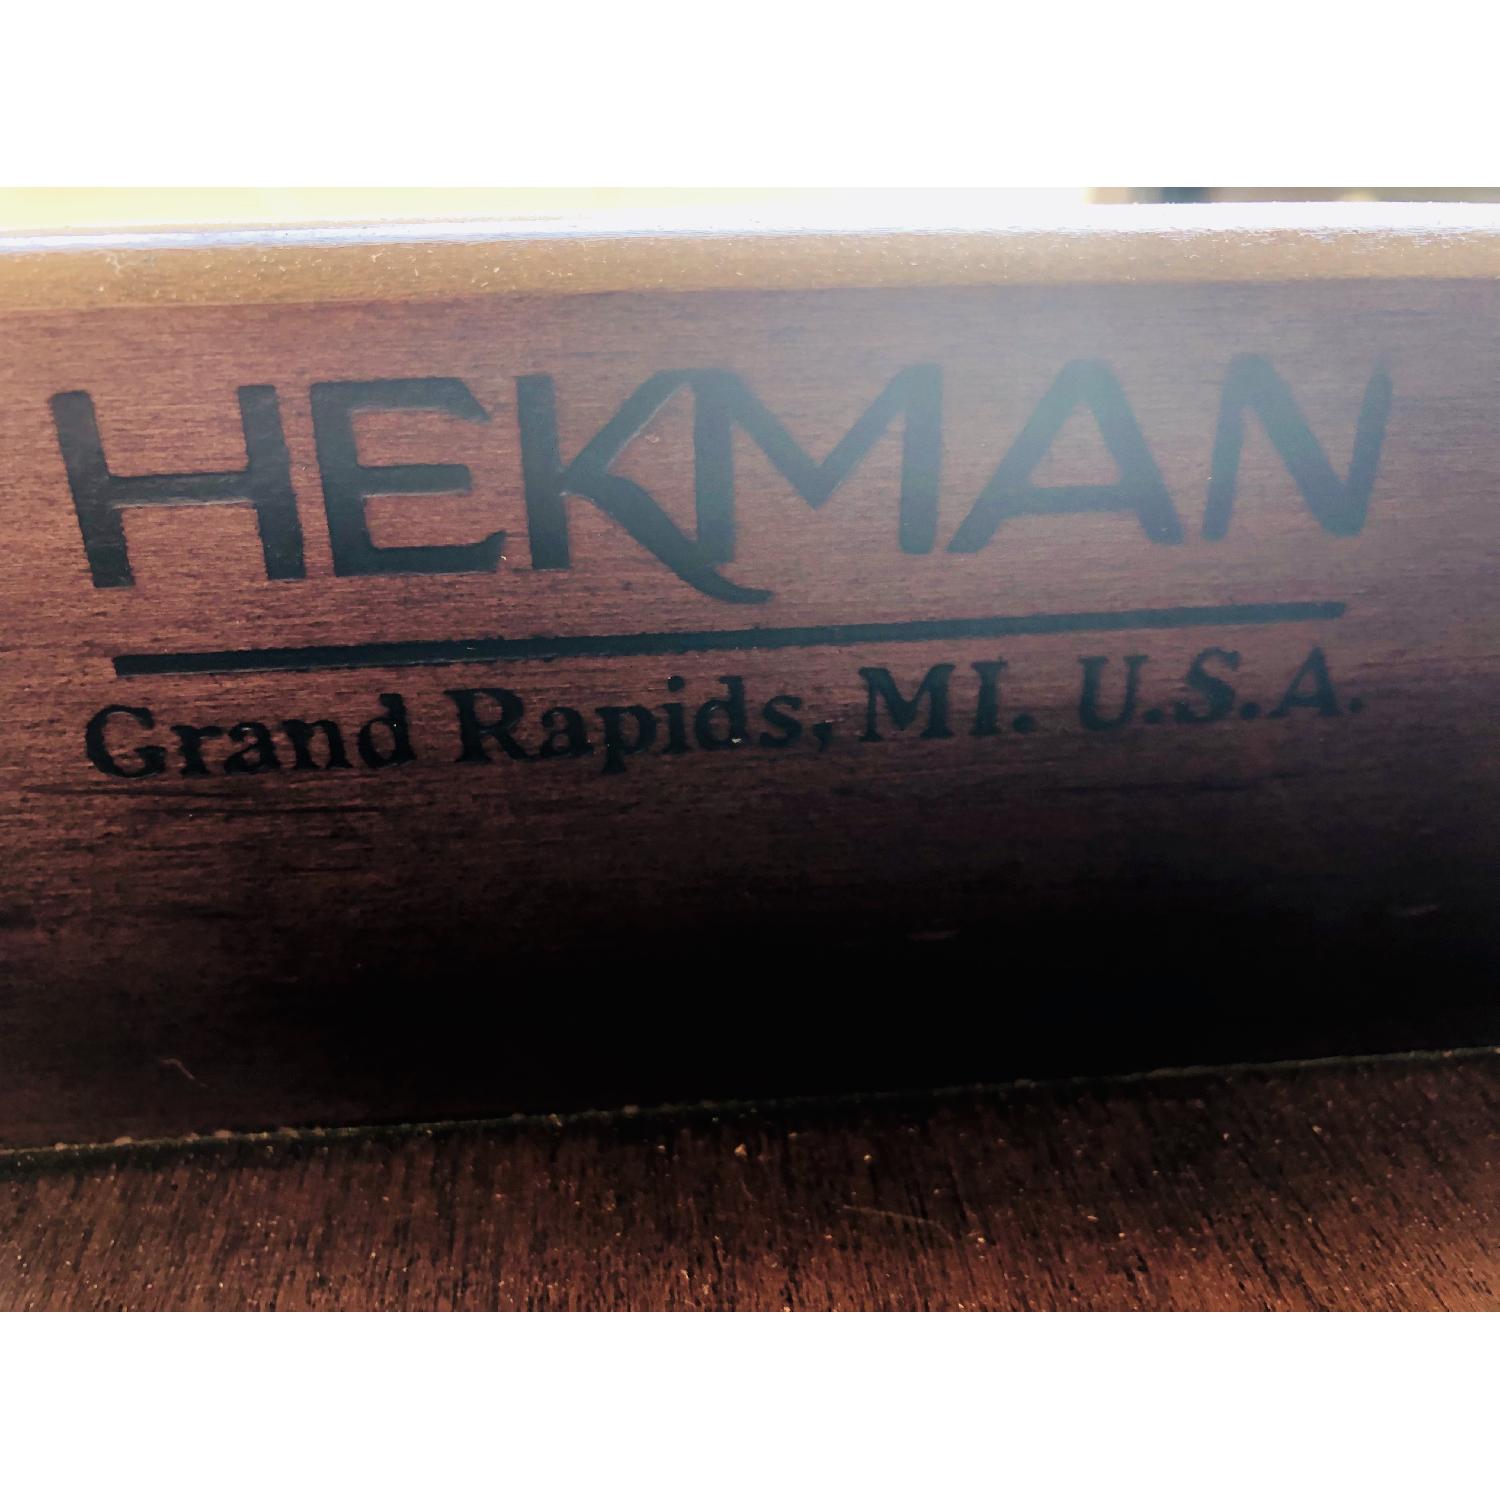 HEKMAN
Grand Rapids, MI. U.S.A.